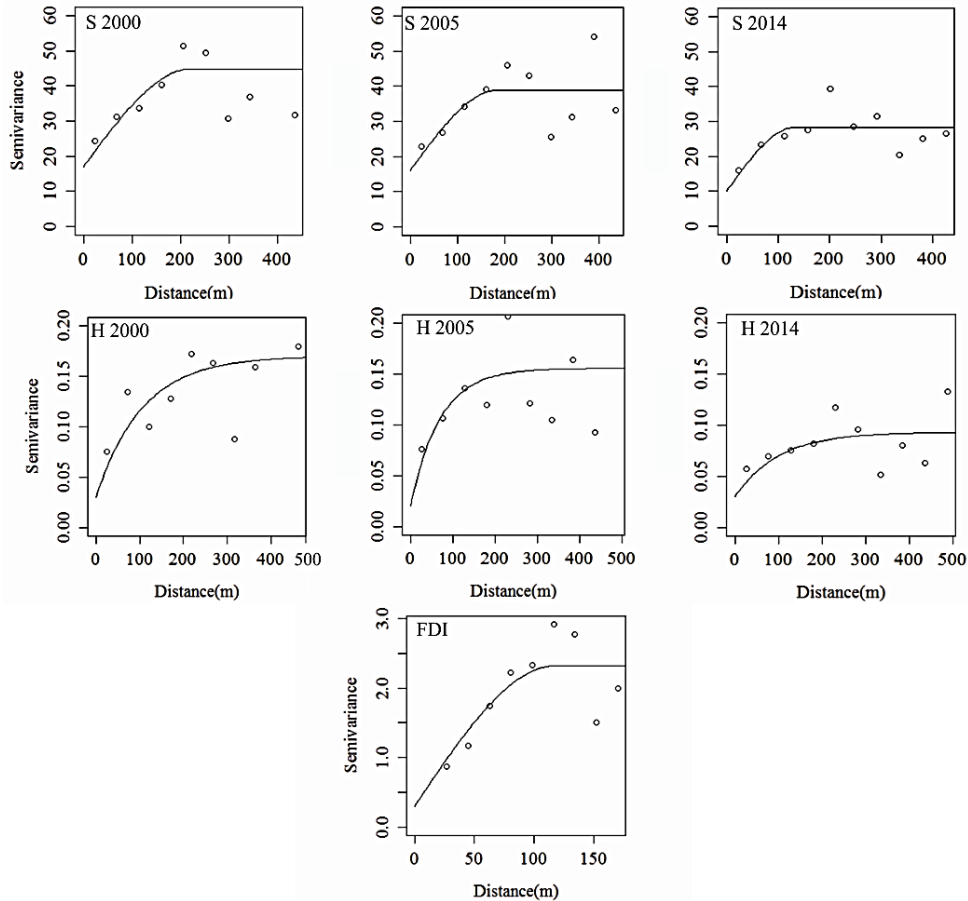 S 2000
S 2005
S 2014
Semivariance
0 10 20 30 40 50 60
0 10 20 30 40 50 60
0 10 20 30 40 50 60
0 100 200 300 400
0 100 200 300 400
0 100 200 300 400
Distance(m)
Distance(m)
Distance(m)
H 2000
H 2005
H 2014
Semivariance
0.00 0.05 0.10 0.15 0.20
0.00 0.05 0.10 0.15 0.20
0.00 0.05 0.10 0.15 0.20
0 100 200 300 400 500
0 100 200 300 400 500
0 100 200 300 400 500
Distance(m)
Distance(m)
Distance(m)
FDI
Semivariance
0.0 1.0 2.0 3.0
0 50 100 150
Distance(m)